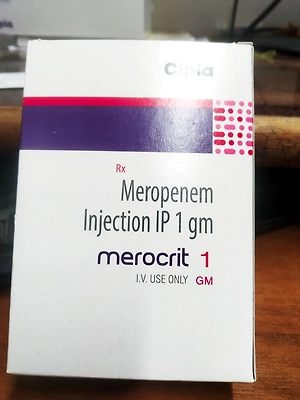 Cipla
Rx
Meropenem
Injection IP 1 gm
merocrit 1
I.V. USE ONLY GM